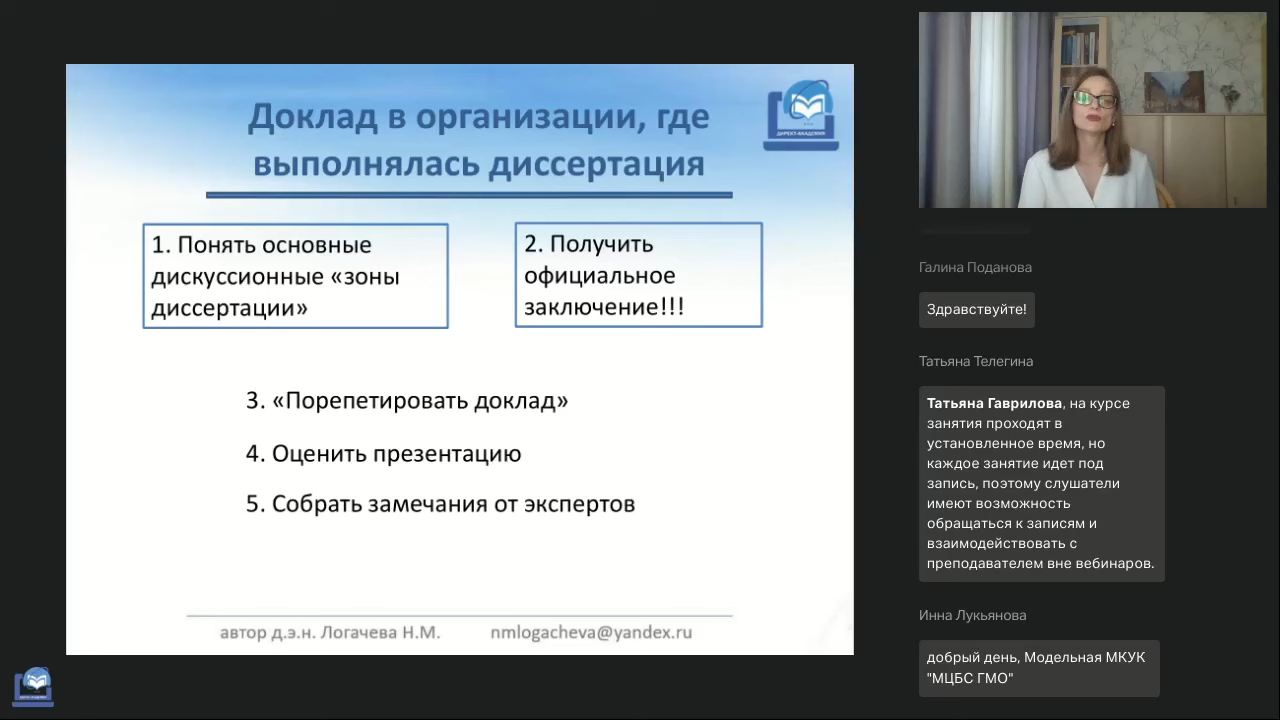 Доклад в организации, где
выполнялась диссертация
ДИРЕКТ-АКАДЕМИЯ
1. Понять основные
дискуссионные «зоны
диссертации»
2. Получить
официальное
заключение!!!
3. «Порепетировать доклад»
4. Оценить презентацию
5. Собрать замечания от экспертов
автор д.э.н. Логачева Н.М.
nmlogacheva@yandex.ru
Галина Поданова
Здравствуйте!
Татьяна Телегина
Татьяна Гаврилова, на курсе
занятия проходят в
установленное время, но
каждое занятие идет под
запись, поэтому слушатели
имеют возможность
обращаться к записям и
взаимодействовать с
преподавателем вне вебинаров.
Инна Лукьянова
добрый день, Модельная МКУК
"МЦБС ГМО"